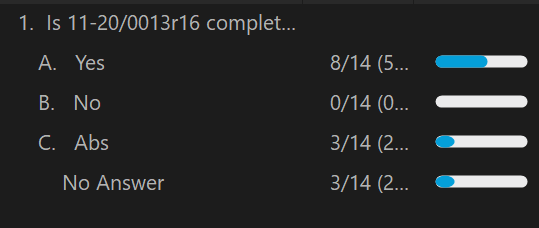 1. Is 11-20/0013r16 complet...
A. Yes 8/14 (5...
B. No 0/14 (0...
C. Abs 3/14 (2...
No Answer 3/14 (2...